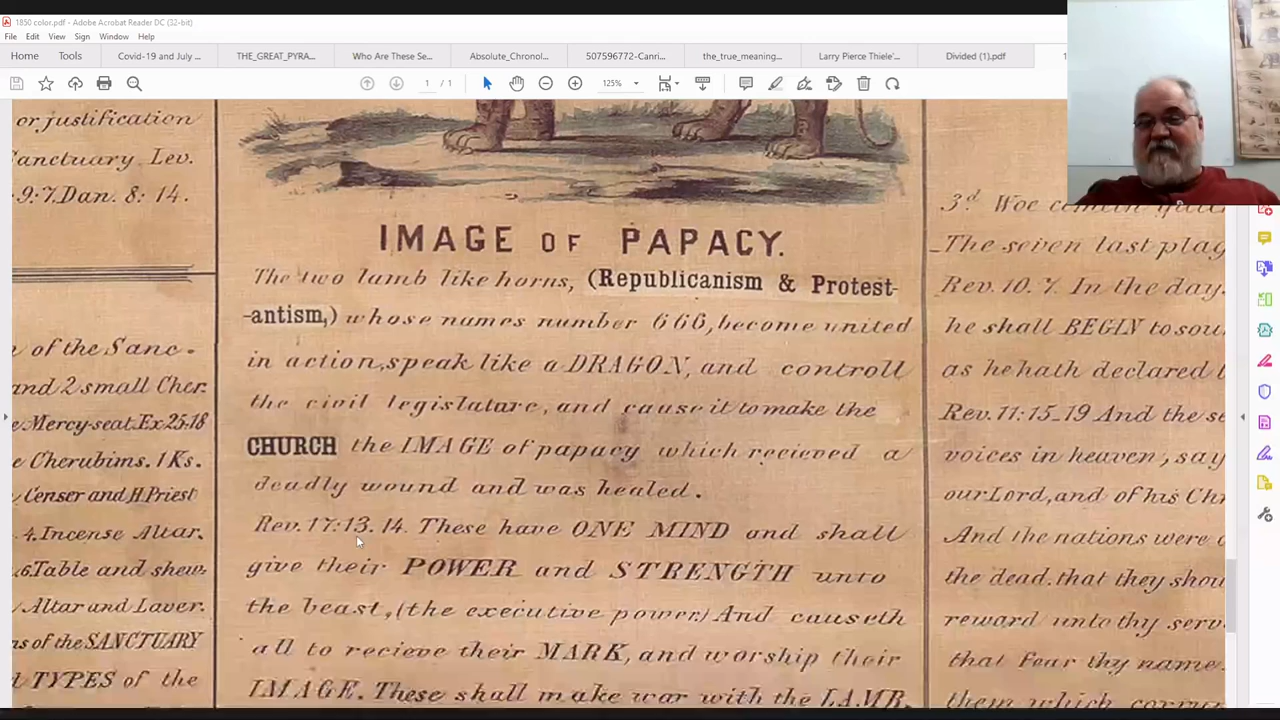 1850 color.pdf - Adobe Acrobat Reader DC (32-bit)
File Edit View Sign Window Help
Home Tools Covid-19 and July ... THE_GREAT_PYRA... Who Are These Se... Absolute_Chronol... 507596772-Canni... the_true_meaning... Larry Pierce Thiele'... Divided (1).pdf
1 / 1 125%
or justification
Sanctuary Lev.
9:7. Dan. 8: 14.
of the Sanc-
and 2 small Cher.
Mercy-seat. Ex 25-18
Cherubims. 1 Ks.
Censer and H. Priest
4. Incense Altar.
6. Table and shew-
Altar and Laver.
of the SANCTUARY
TYPES of the
IMAGE OF PAPACY.
The two lamb like horns, (Republicanism & Protest-
-antism,) whose names number 666, become united
in action, speak like a DRAGON, and controll
the civil legislature, and cause it to make the
CHURCH the IMAGE of papacy which recieved a
deadly wound and was healed.
Rev. 17:13. 14. These have ONE MIND and shall
give their POWER and STRENGTH unto
the beast, (the executive power.) And causeth
all to recieve their MARK, and worship their
IMAGE. These shall make war with the LAMB.
3d Woe cometh
The seven last plag
Rev. 10. 7. In the day
he shall BEGIN to sou
as he hath declared t
Rev. 11:15_19 And the se
voices in heaven, say
our Lord, and of his Ch
And the nations were
the dead. that they shou
reward unto thy serv
that fear thy name
them which